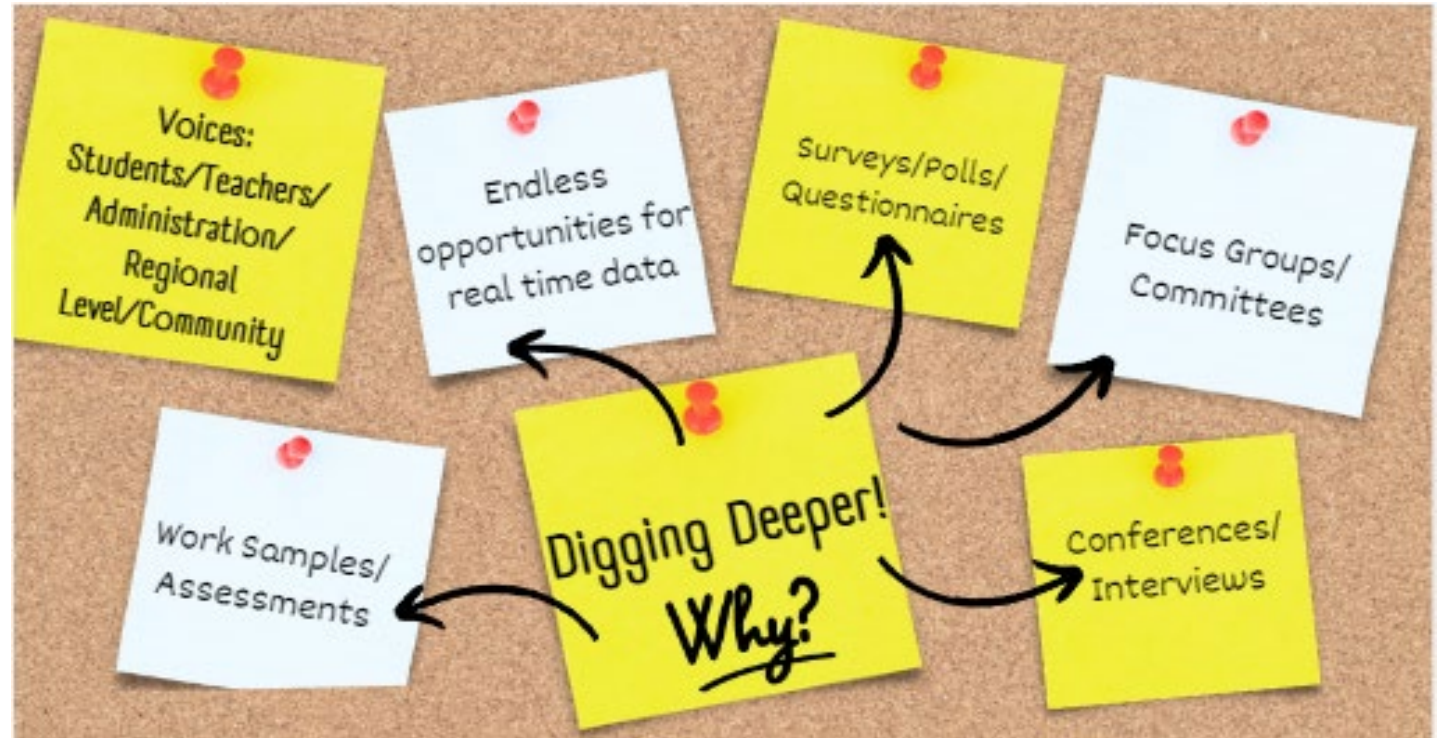 Voices:
Students/Teachers/
Administration/
Regional
Level/Community
Endless
opportunities for
real time data
Surveys/Polls/
Questionnaires
Focus Groups/
Committees
Work Samples/
Assessments
Digging Deeper!
Why?
Conferences/
Interviews